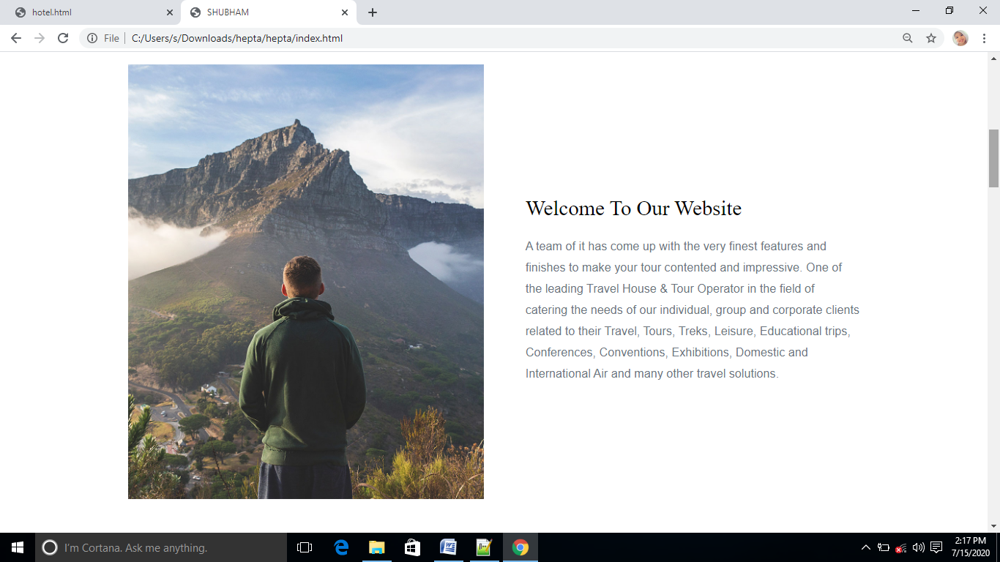 hotel.html
SHUBHAM
File
C:/Users/s/Downloads/hepta/hepta/index.html
Welcome To Our Website
A team of it has come up with the very finest features and
finishes to make your tour contented and impressive. One of
the leading Travel House & Tour Operator in the field of
catering the needs of our individual, group and corporate clients
related to their Travel, Tours, Treks, Leisure, Educational trips,
Conferences, Conventions, Exhibitions, Domestic and
International Air and many other travel solutions.
I'm Cortana. Ask me anything.
2:17 PM
7/15/2020